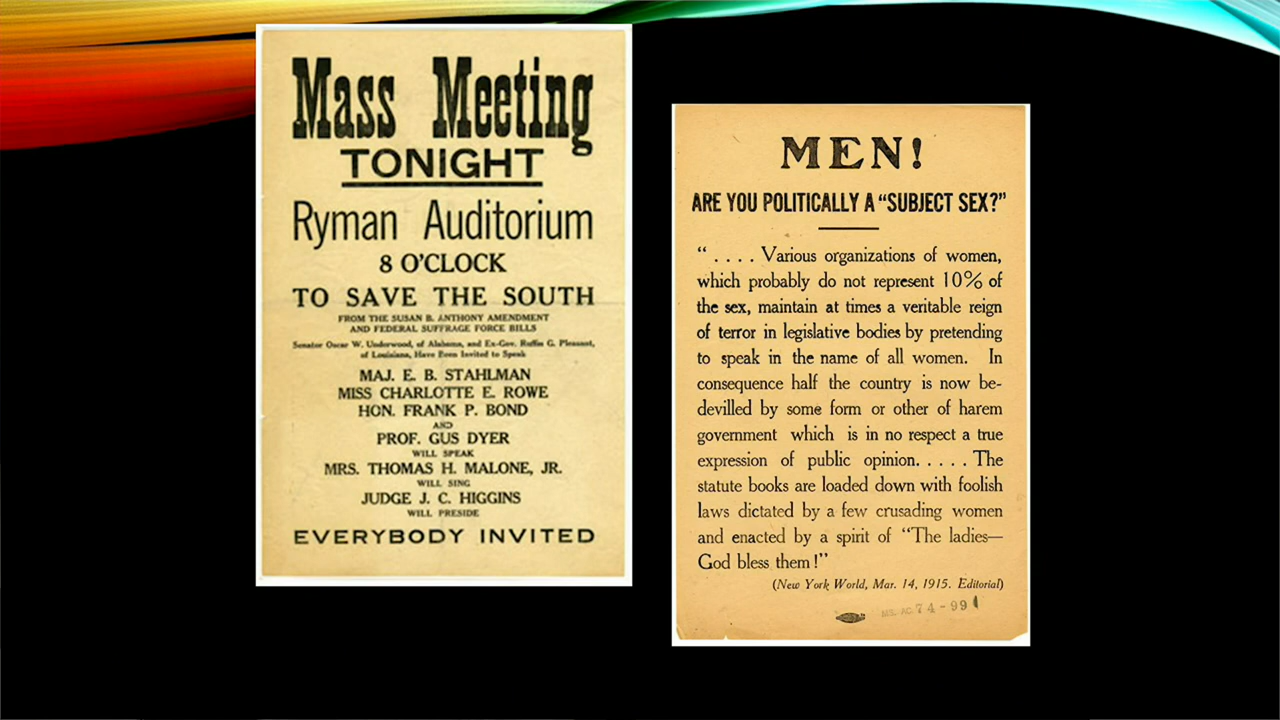 Mass Meeting
TONIGHT
Ryman Auditorium
8 O'CLOCK
TO SAVE THE SOUTH
FROM THE SUSAN B. ANTHONY AMENDMENT
AND FEDERAL SUFFRAGE FORCE BILLS
Senator Oscar W. Underwood, of Alabama, and Ex-Gov. Ruffin G. Pleasant,
of Louisiana, Have Been Invited to Speak
MAJ. E. B. STAHLMAN
MISS CHARLOTTE E. ROWE
HON. FRANK P. BOND
AND
PROF. GUS DYER
WILL SPEAK
MRS. THOMAS H. MALONE, JR.
WILL SING
JUDGE J. C. HIGGINS
WILL PRESIDE
EVERYBODY INVITED
MEN!
ARE YOU POLITICALLY A “SUBJECT SEX?”
“ . . . . Various organizations of women,
which probably do not represent 10% of
the sex, maintain at times a veritable reign
of terror in legislative bodies by pretending
to speak in the name of all women. In
consequence half the country is now be-
devilled by some form or other of harem
government which is in no respect a true
expression of public opinion. . . . . The
statute books are loaded down with foolish
laws dictated by a few crusading women
and enacted by a spirit of “The ladies—
God bless them!”
(New York World, Mar. 14, 1915. Editorial)
74-99